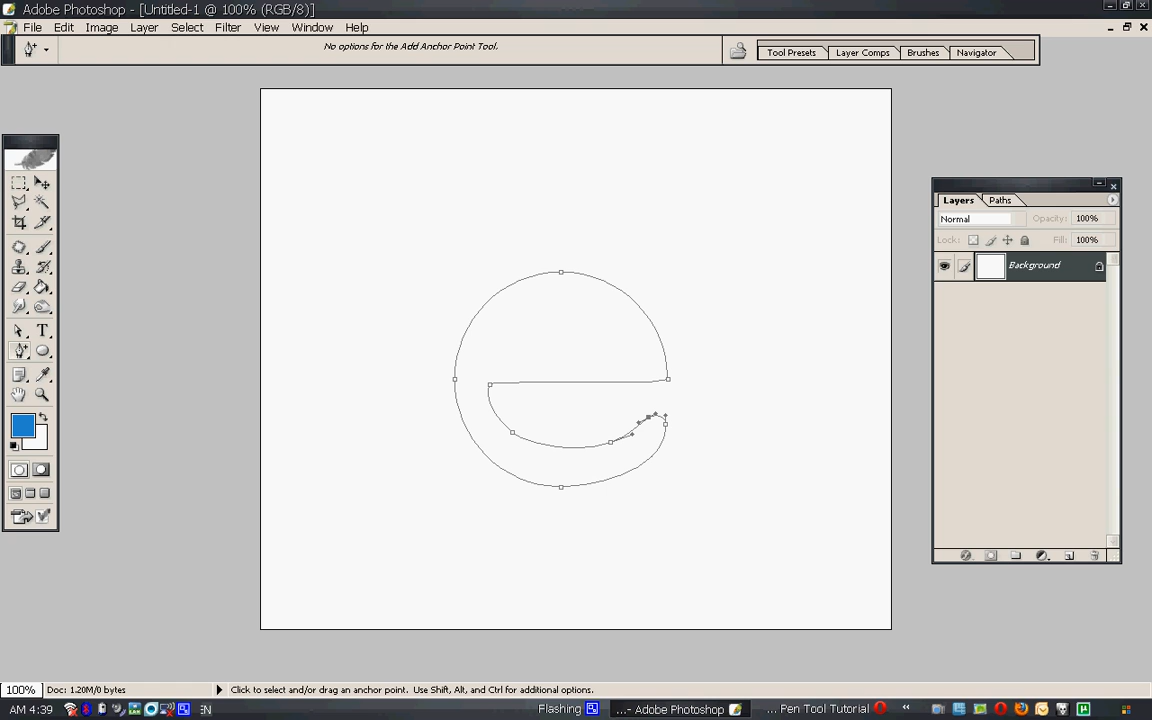 Adobe Photoshop - [Untitled-1 @ 100% (RGB/8)]
File Edit Image Layer Select Filter View Window Help
No options for the Add Anchor Point Tool.
Tool Presets Layer Comps Brushes Navigator
Layers Paths
Normal Opacity: 100%
Lock: Fill: 100%
Background
T
100% Doc: 1.20M/0 bytes Click to select and/or drag an anchor point. Use Shift, Alt, and Ctrl for additional options.
AM 4:39 EN Flashing ...- Adobe Photoshop ... Pen Tool Tutorial